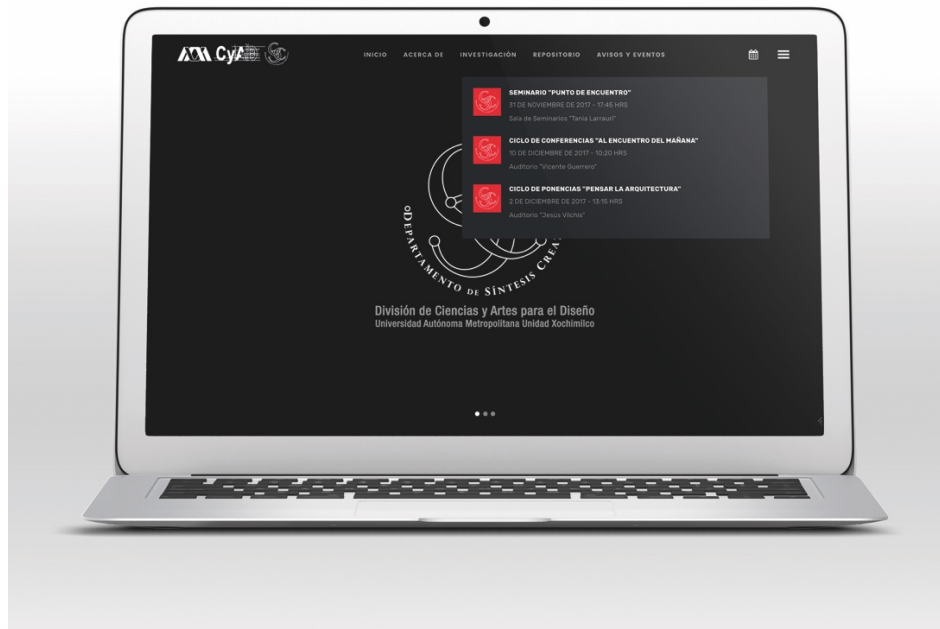 CyAD
INICIO ACERCA DE INVESTIGACIÓN REPOSITORIO AVISOS Y EVENTOS
SEMINARIO "PUNTO DE ENCUENTRO"
31 DE NOVIEMBRE DE 2017 - 17:45 HRS
Sala de Seminarios "Tania Larrauri"
CICLO DE CONFERENCIAS "AL ENCUENTRO DEL MAÑANA"
10 DE DICIEMBRE DE 2017 - 10:20 HRS
Auditorio "Vicente Guerrero"
CICLO DE PONENCIAS "PENSAR LA ARQUITECTURA"
2 DE DICIEMBRE DE 2017 - 13:15 HRS
Auditorio "Jesús Vilchis"
DEPARTAMENTO DE SÍNTESIS
División de Ciencias y Artes para el Diseño
Universidad Autónoma Metropolitana Unidad Xochimilco